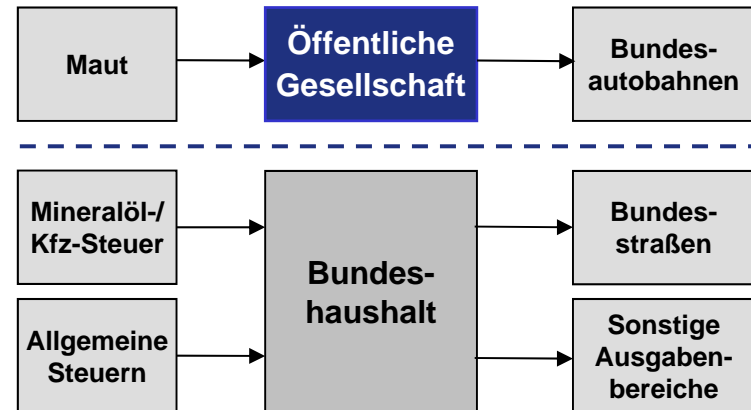 Maut
Öffentliche
Gesellschaft
Bundes-
autobahnen
Mineralöl-/
Kfz-Steuer
Bundes-
haushalt
Bundes-
straßen
Allgemeine
Steuern
Sonstige
Ausgaben-
bereiche